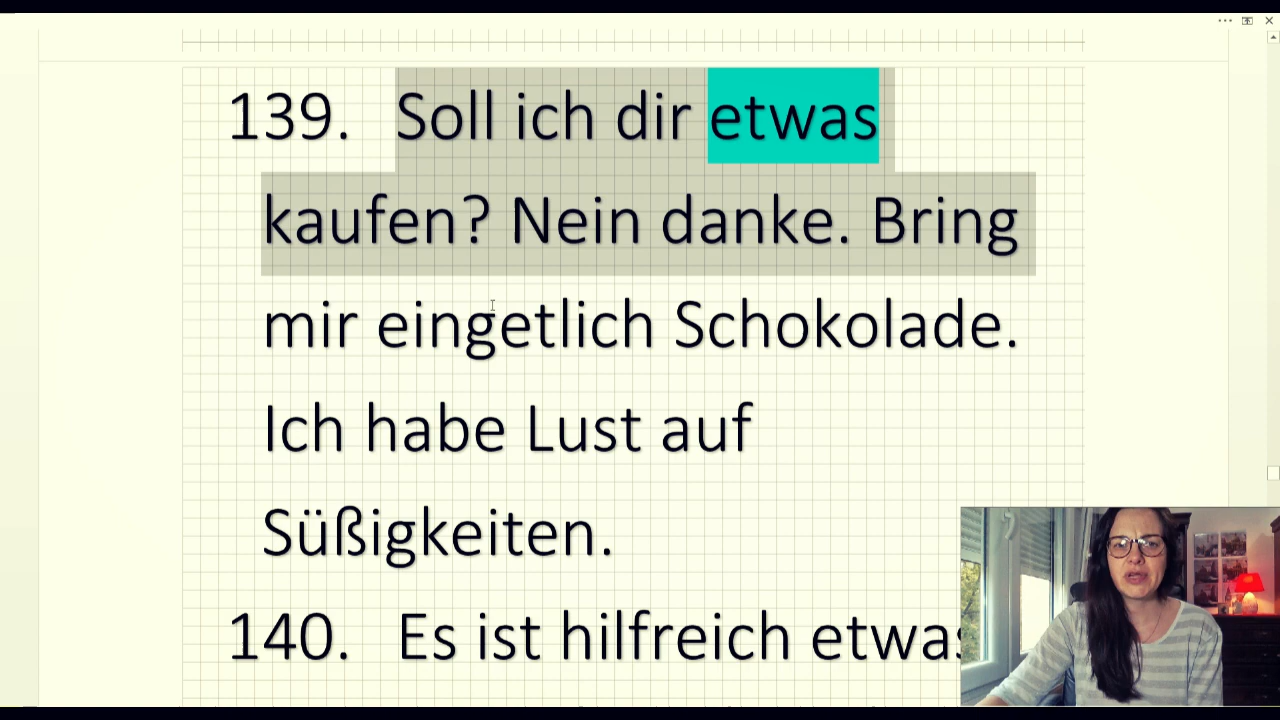 139. Soll ich dir etwas
kaufen? Nein danke. Bring
mir eingetlich Schokolade.
Ich habe Lust auf
Süßigkeiten.
140. Es ist hilfreich etwas